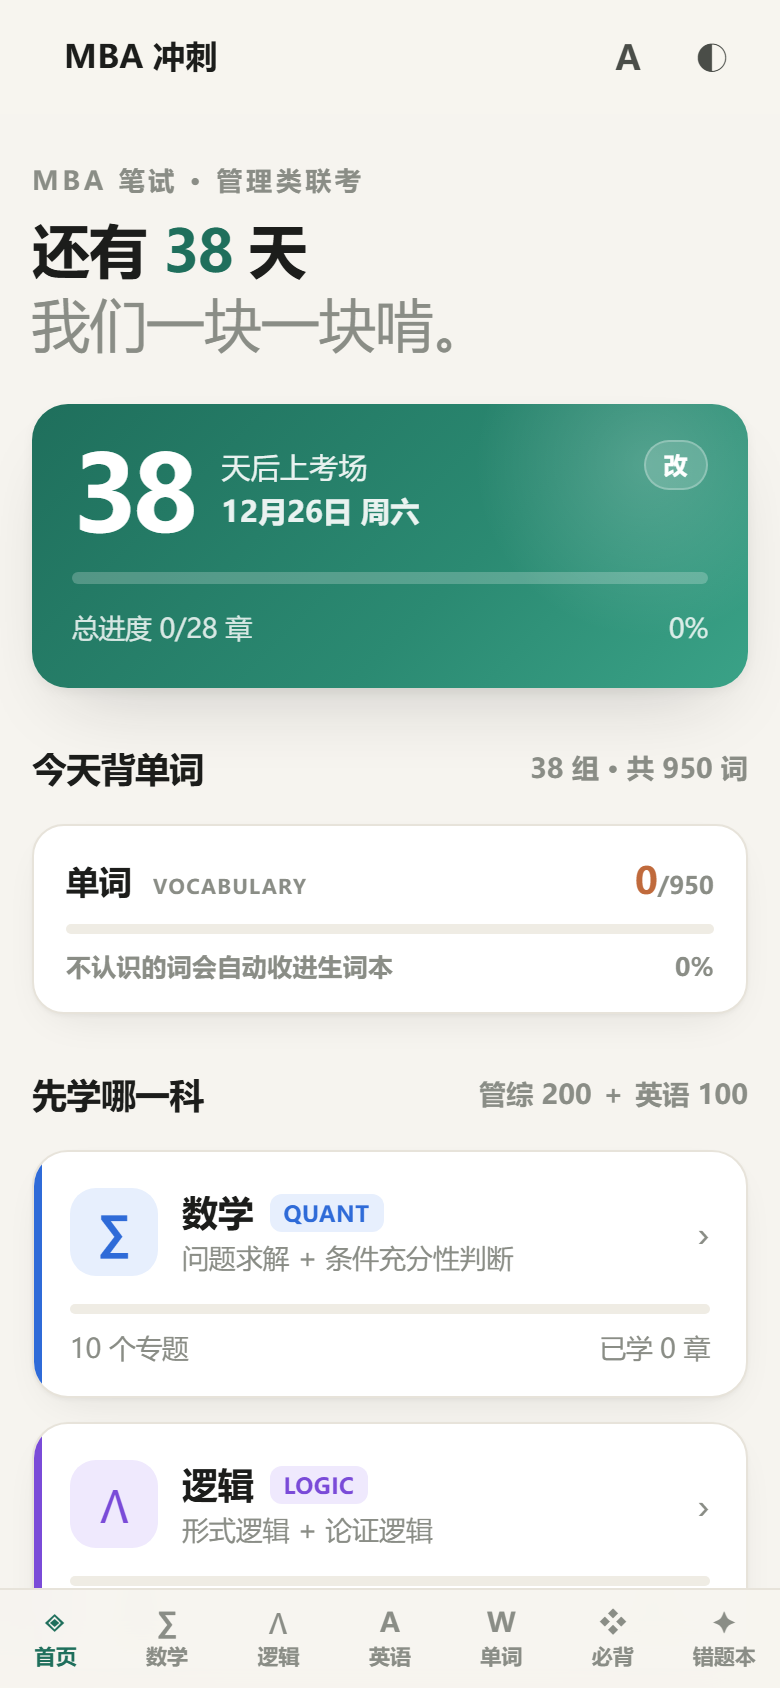 MBA 冲刺
A
MBA 笔试 • 管理类联考
还有 38 天
我们一块一块啃。
38
天后上考场
12月26日 周六
改
总进度 0/28 章
0%
今天背单词
38 组 • 共 950 词
单词 VOCABULARY
0/950
不认识的词会自动收进生词本
0%
先学哪一科
管综 200 + 英语 100
∑
数学 QUANT
问题求解 + 条件充分性判断
10 个专题
已学 0 章
Λ
逻辑 LOGIC
形式逻辑 + 论证逻辑
首页
∑ 数学
Λ 逻辑
A 英语
W 单词
必背
错题本